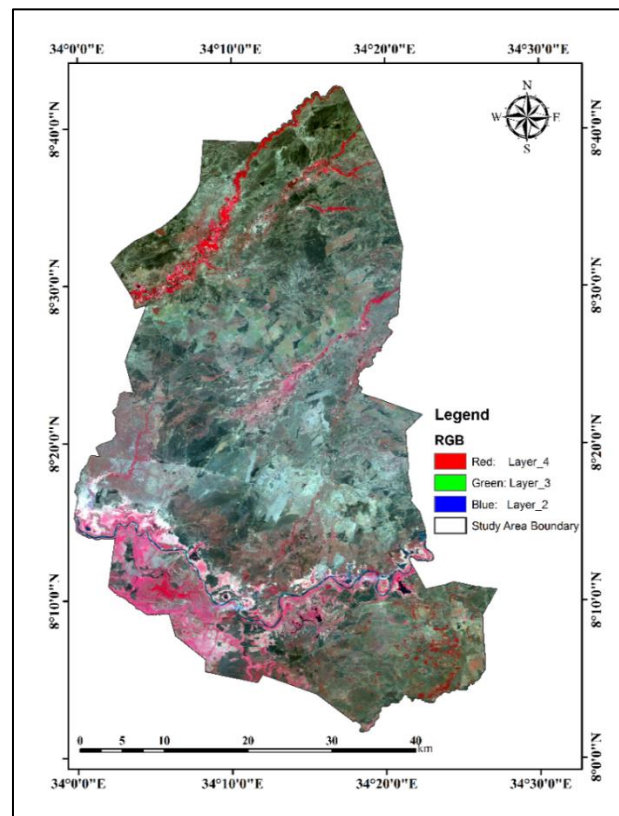 34°0'0"E 34°10'0"E 34°20'0"E 34°30'0"E
N
W E
S
8°40'0"N 8°40'0"N
8°30'0"N 8°30'0"N
8°20'0"N 8°20'0"N
8°10'0"N 8°10'0"N
8°0'0"N 8°0'0"N
Legend
RGB
Red: Layer_4
Green: Layer_3
Blue: Layer_2
Study Area Boundary
0 5 10 20 30 40
km
34°0'0"E 34°10'0"E 34°20'0"E 34°30'0"E